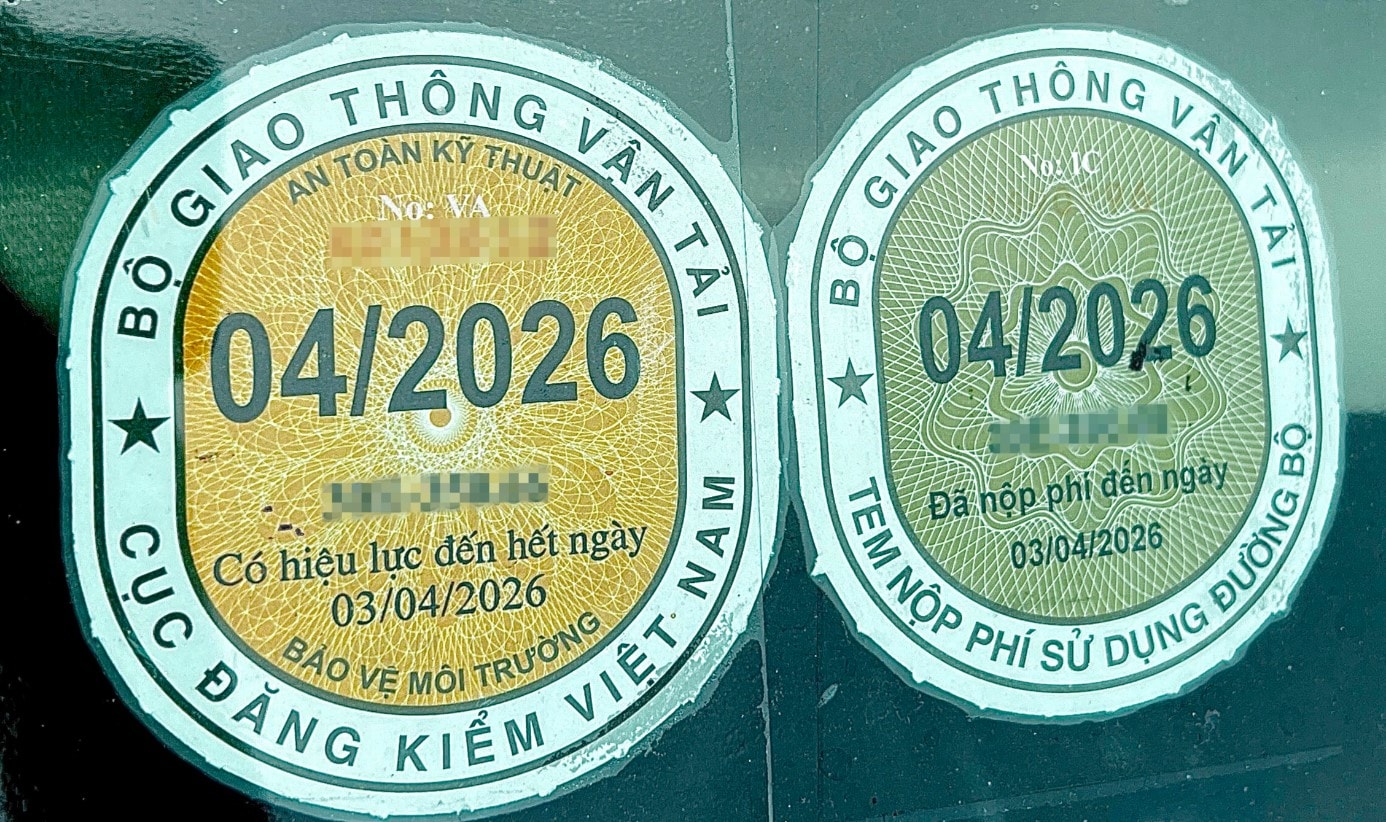 BỘ GIAO THÔNG VẬN TẢI
AN TOÀN KỸ THUẬT
No: VA
04/2026
Có hiệu lực đến hết ngày
03/04/2026
BẢO VỆ MÔI TRƯỜNG
CỤC ĐĂNG KIỂM VIỆT NAM
BỘ GIAO THÔNG VẬN TẢI
No: IC
04/2026
Đã nộp phí đến ngày
03/04/2026
TEM NỘP PHÍ SỬ DỤNG ĐƯỜNG BỘ